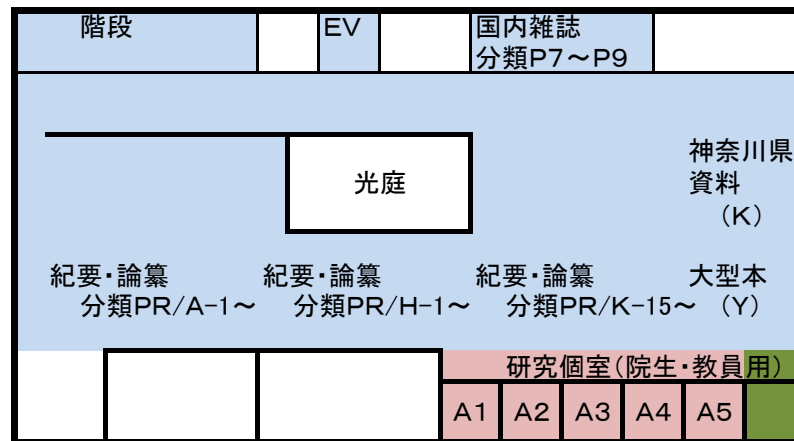 階段
EV
国内雑誌
分類P7～P9
光庭
神奈川県
資料
（K）
紀要・論纂
分類PR/A-1～
紀要・論纂
分類PR/H-1～
紀要・論纂
分類PR/K-15～
大型本
（Y）
研究個室（院生・教員用）
A1 A2 A3 A4 A5